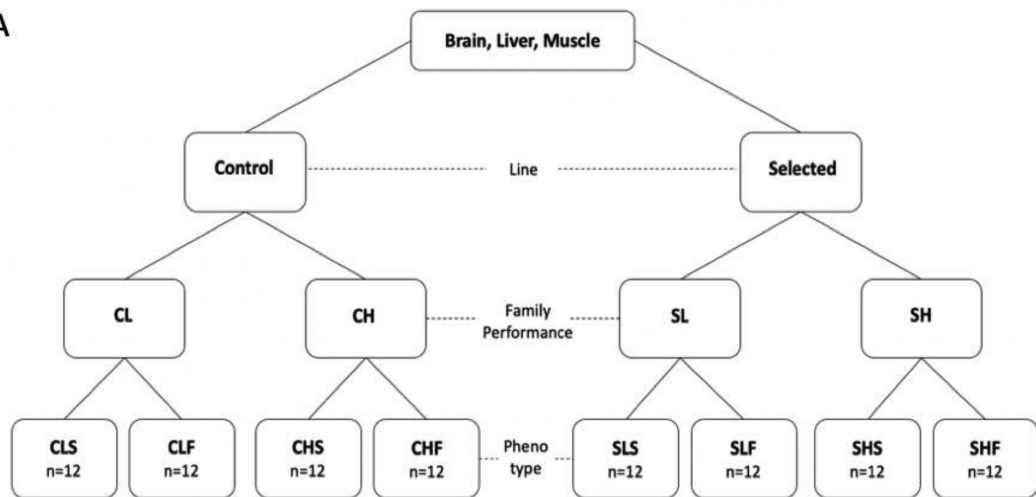 A
Brain, Liver, Muscle
Control
Line
Selected
CL
CH
Family
Performance
SL
SH
CLS
n=12
CLF
n=12
CHS
n=12
CHF
n=12
Pheno
type
SLS
n=12
SLF
n=12
SHS
n=12
SHF
n=12